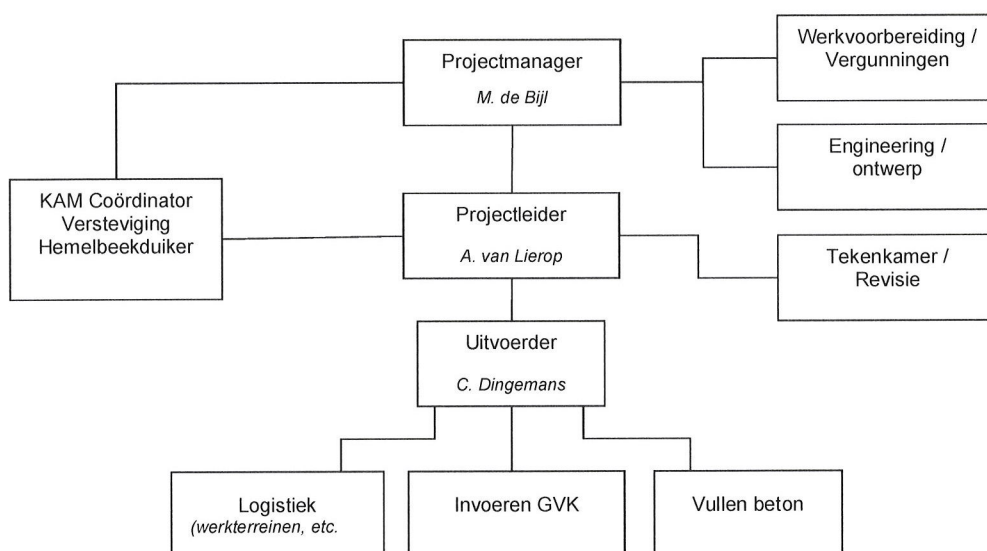 Projectmanager
M. de Bijl
Werkvoorbereiding /
Vergunningen
Engineering /
ontwerp
KAM Coördinator
Versteviging
Hemelbeekduiker
Projectleider
A. van Lierop
Tekenkamer /
Revisie
Uitvoerder
C. Dingemans
Logistiek
(werkterreinen, etc.
Invoeren GVK
Vullen beton